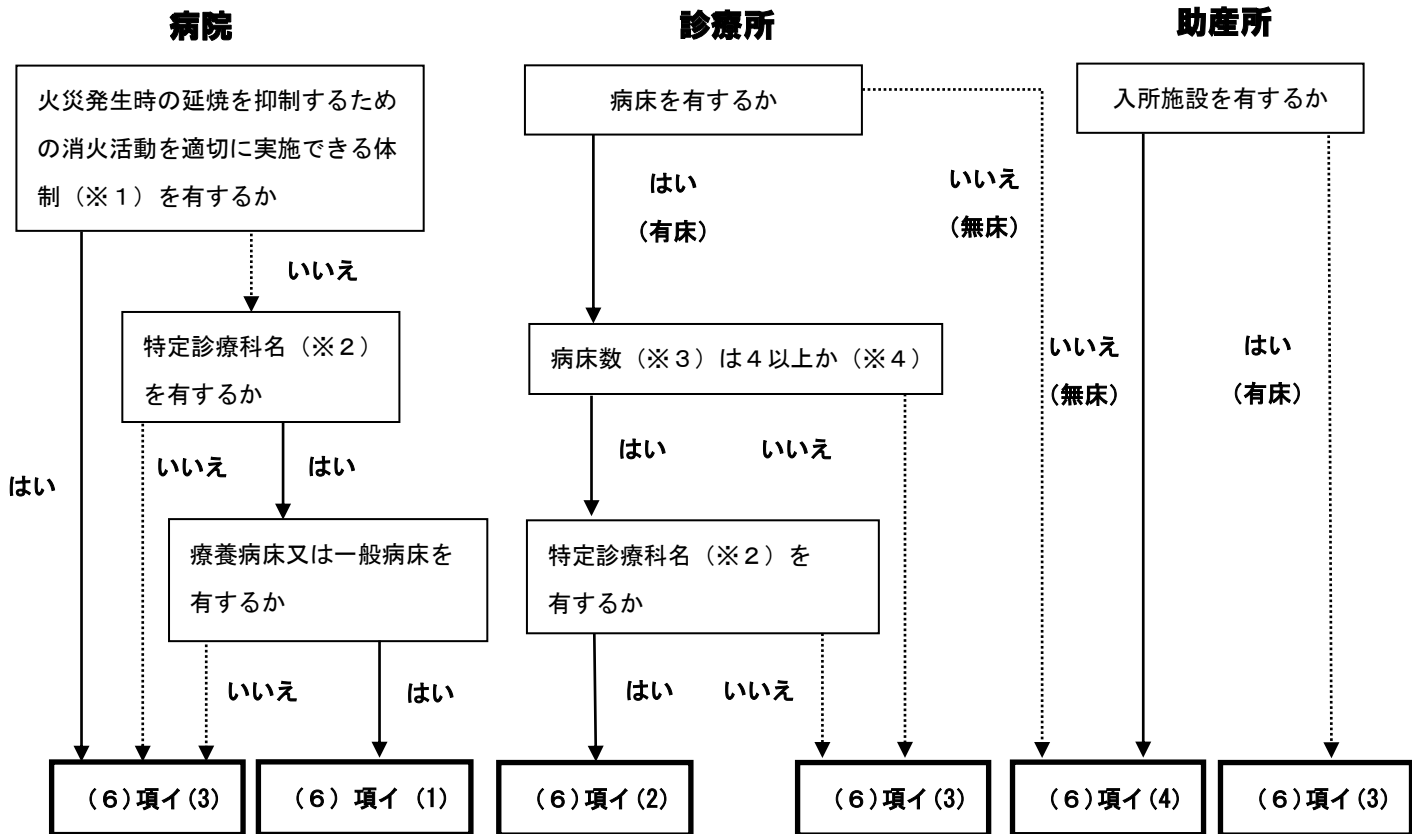 病院
火災発生時の延焼を抑制するため
の消火活動を適切に実施できる体
制（※１）を有するか
いいえ
特定診療科名（※２）
を有するか
はい
いいえ
はい
療養病床又は一般病床を
有するか
いいえ
はい
（６）項イ(3)
（６）項イ(1)
診療所
病床を有するか
はい
（有床）
いいえ
（無床）
病床数（※３）は４以上か（※４）
はい
いいえ
特定診療科名（※２）を
有するか
はい
いいえ
（６）項イ(2)
（６）項イ(3)
助産所
入所施設を有するか
いいえ
（無床）
はい
（有床）
（６）項イ(4)
（６）項イ(3)